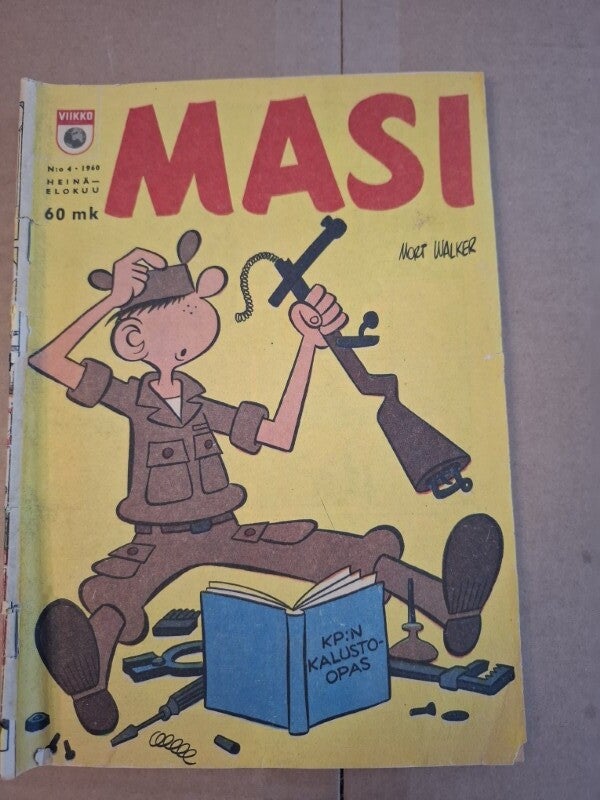 VIIKKO
MASI
N:o 4 • 1960
HEINÄ—
ELOKUU
60 mk
MORT WALKER
KP:N
KALUSTO-
OPAS